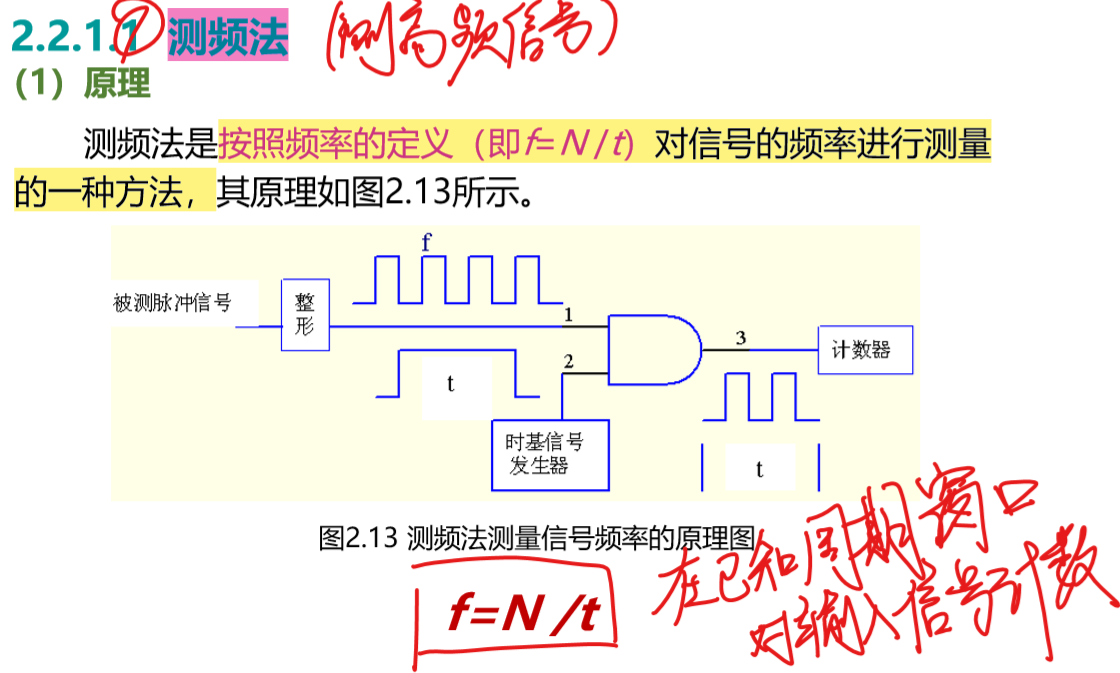 2.2.1.1 测频法 (测高频信号)
(1) 原理
测频法是按照频率的定义（即f=N/t）对信号的频率进行测量
的一种方法，其原理如图2.13所示。
f
被测脉冲信号
整形
1
2
3
计数器
t
时基信号
发生器
t
图2.13 测频法测量信号频率的原理图
f=N/t
在已知周期窗口
对输入信号计数